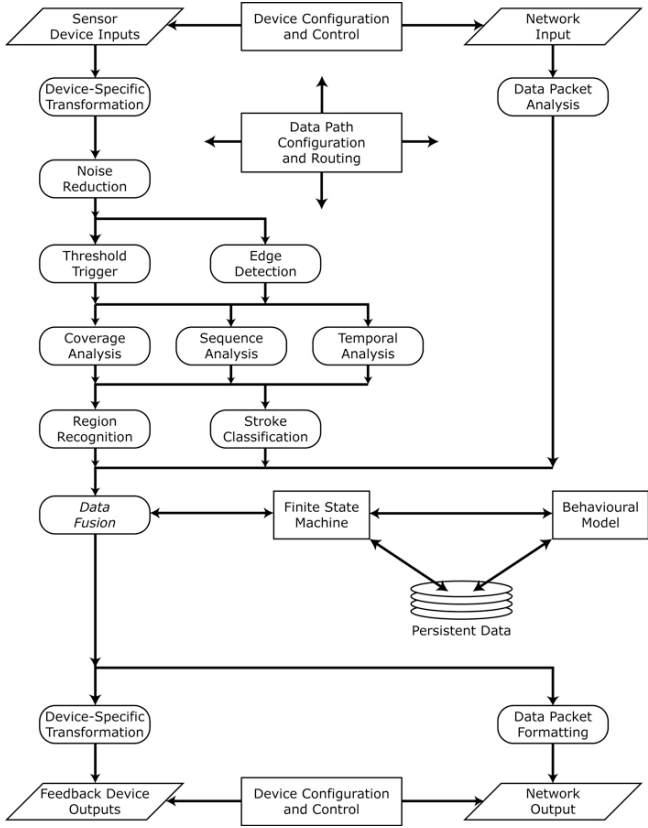 Sensor
Device Inputs
Device Configuration
and Control
Network
Input
Device-Specific
Transformation
Data Packet
Analysis
Data Path
Configuration
and Routing
Noise
Reduction
Threshold
Trigger
Edge
Detection
Coverage
Analysis
Sequence
Analysis
Temporal
Analysis
Region
Recognition
Stroke
Classification
Data
Fusion
Finite State
Machine
Behavioural
Model
Persistent Data
Device-Specific
Transformation
Data Packet
Formatting
Feedback Device
Outputs
Device Configuration
and Control
Network
Output